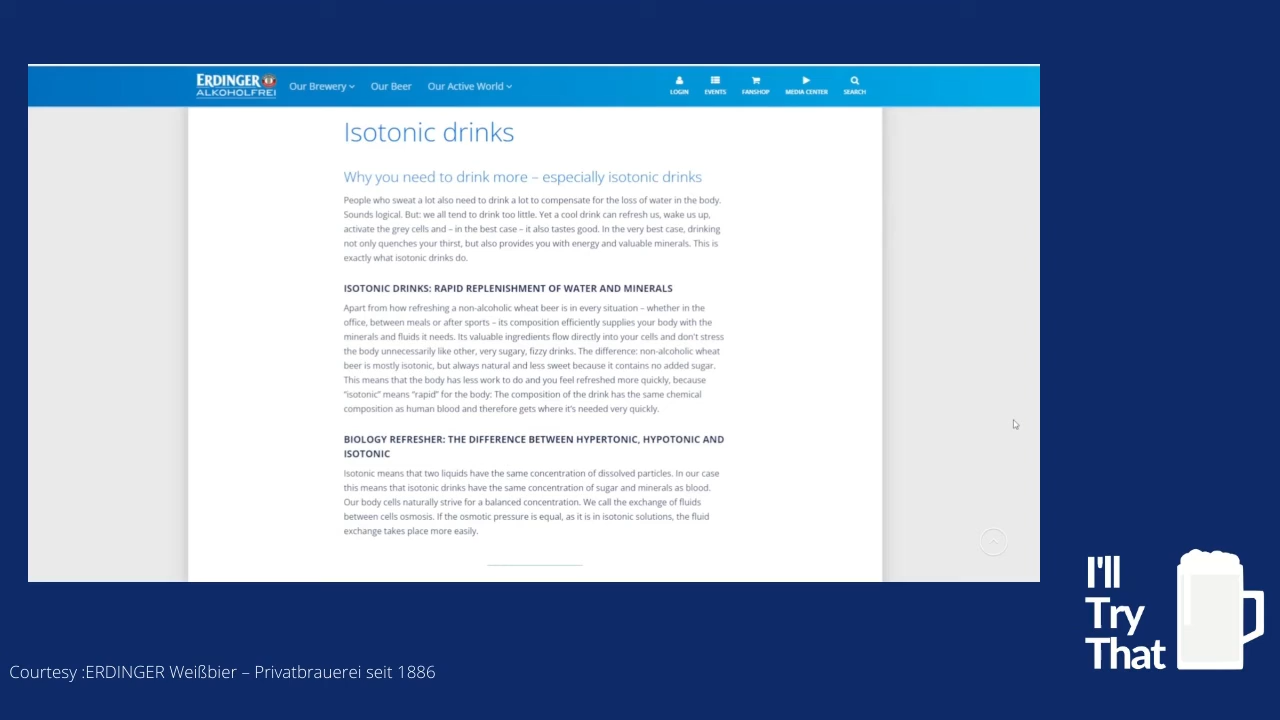 ERDINGER
ALKOHOLFREI
Our Brewery
Our Beer
Our Active World
LOGIN
EVENTS
FANSHOP
MEDIA CENTER
SEARCH
Isotonic drinks
Why you need to drink more – especially isotonic drinks
People who sweat a lot also need to drink a lot to compensate for the loss of water in the body.
Sounds logical. But: we all tend to drink too little. Yet a cool drink can refresh us, wake us up,
activate the grey cells and – in the best case – it also tastes good. In the very best case, drinking
not only quenches your thirst, but also provides you with energy and valuable minerals. This is
exactly what isotonic drinks do.
ISOTONIC DRINKS: RAPID REPLENISHMENT OF WATER AND MINERALS
Apart from how refreshing a non-alcoholic wheat beer is in every situation – whether in the
office, between meals or after sports – its composition efficiently supplies your body with the
minerals and fluids it needs. Its valuable ingredients flow directly into your cells and don't stress
the body unnecessarily like other, very sugary, fizzy drinks. The difference: non-alcoholic wheat
beer is mostly isotonic, but always natural and less sweet because it contains no added sugar.
This means that the body has less work to do and you feel refreshed more quickly, because
“isotonic” means “rapid” for the body: The composition of the drink has the same chemical
composition as human blood and therefore gets where it's needed very quickly.
BIOLOGY REFRESHER: THE DIFFERENCE BETWEEN HYPERTONIC, HYPOTONIC AND
ISOTONIC
Isotonic means that two liquids have the same concentration of dissolved particles. In our case
this means that isotonic drinks have the same concentration of sugar and minerals as blood.
Our body cells naturally strive for a balanced concentration. We call the exchange of fluids
between cells osmosis. If the osmotic pressure is equal, as it is in isotonic solutions, the fluid
exchange takes place more easily.
I'll
Try
That
Courtesy :ERDINGER Weißbier – Privatbrauerei seit 1886